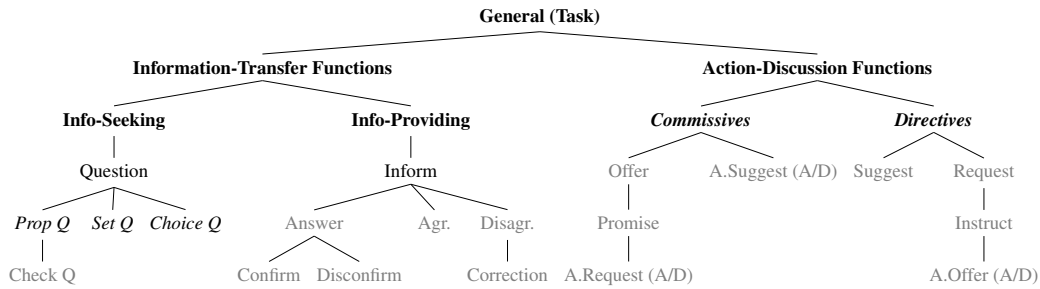 General (Task)
Information-Transfer Functions Action-Discussion Functions
Info-Seeking Info-Providing Commissives Directives
Question Inform Offer A.Suggest (A/D) Suggest Request
Prop Q Set Q Choice Q Answer Agr. Disagr. Promise Instruct
Check Q Confirm Disconfirm Correction A.Request (A/D) A.Offer (A/D)